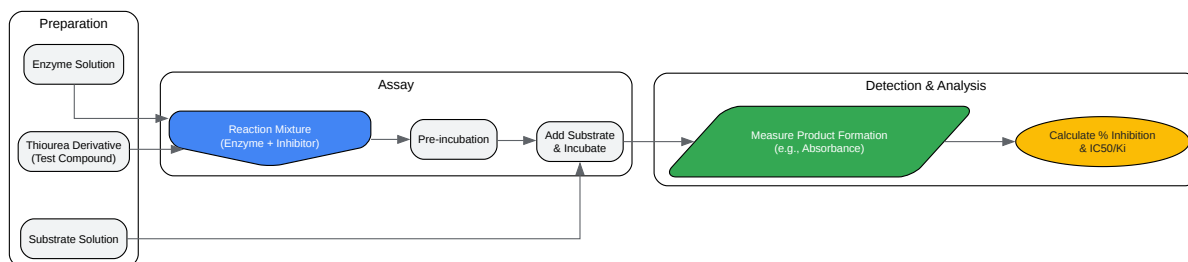 Preparation
Enzyme Solution
Thiourea Derivative
(Test Compound)
Substrate Solution
Assay
Reaction Mixture
(Enzyme + Inhibitor)
Pre-incubation
Add Substrate
& Incubate
Detection & Analysis
Measure Product Formation
(e.g., Absorbance)
Calculate % Inhibition
& IC50/Ki